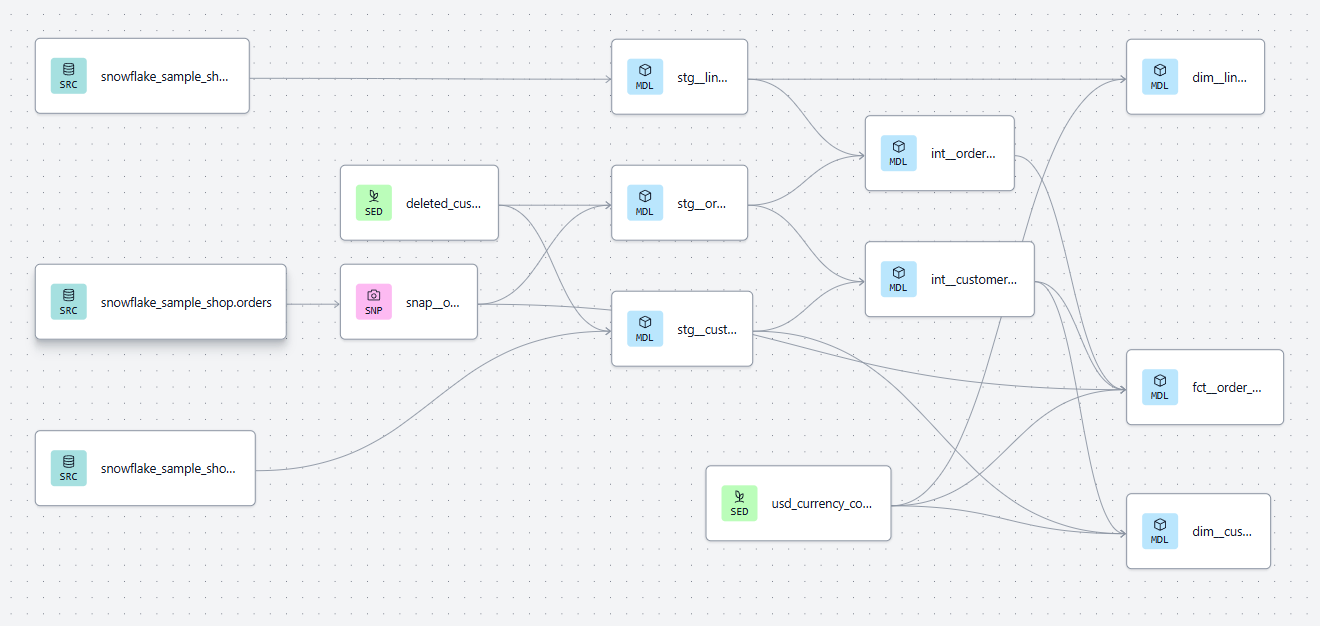 snowflake_sample_sh...
SRC
stg__lin...
MDL
dim__lin...
MDL
int__order...
MDL
deleted_cus...
SED
stg__or...
MDL
int__customer...
MDL
snowflake_sample_shop.orders
SRC
snap__o...
SNP
stg__cust...
MDL
fct__order_...
MDL
snowflake_sample_sho...
SRC
usd_currency_co...
SED
dim__cus...
MDL